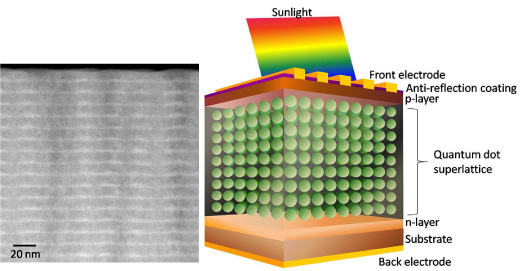 Sunlight
Front electrode
Anti-reflection coating
p-layer
Quantum dot
superlattice
n-layer
Substrate
Back electrode
20 nm